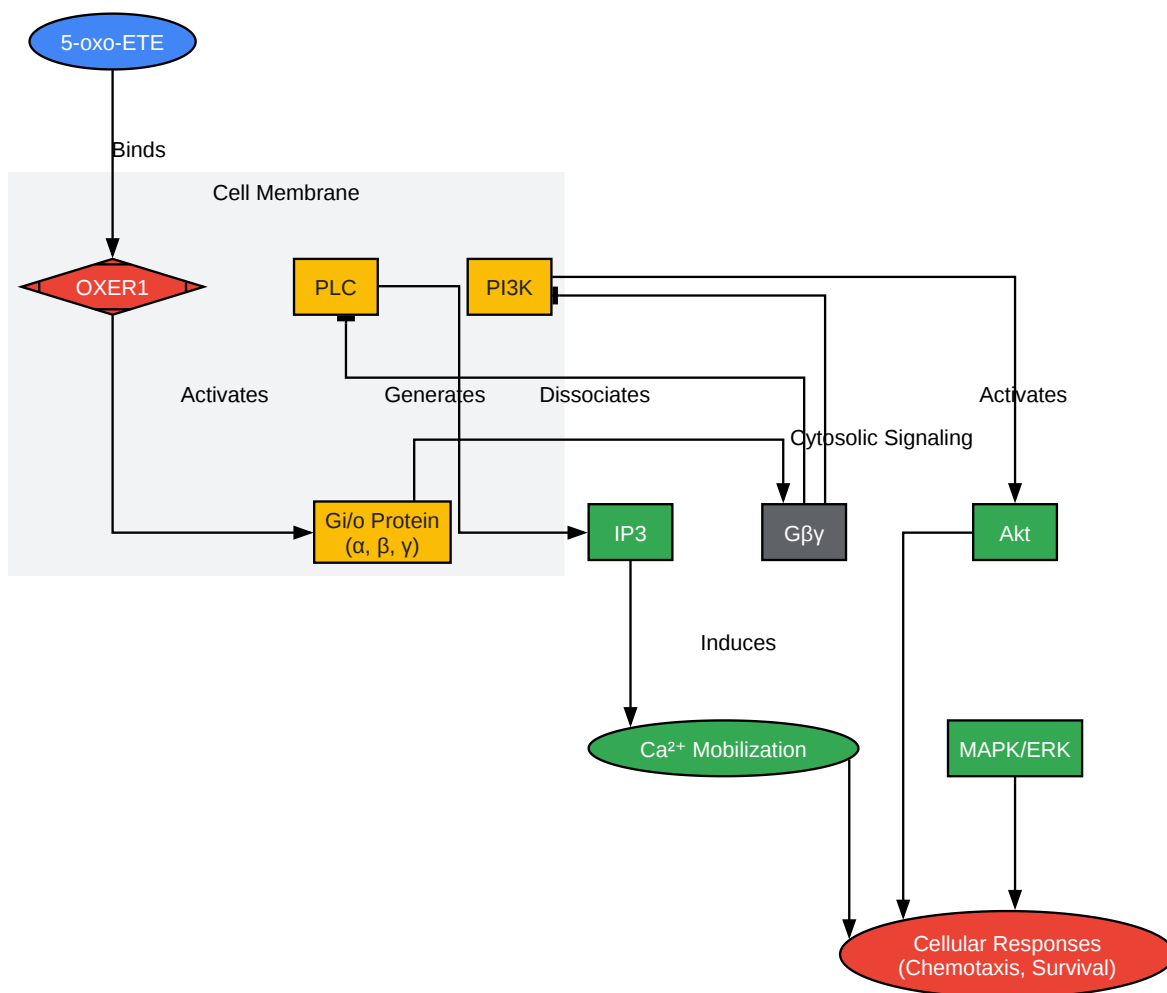 5-oxo-ETE
Binds
Cell Membrane
OXER1
PLC
PI3K
Activates
Generates
Dissociates
Activates
Cytosolic Signaling
Gi/o Protein
(α, β, γ)
IP3
Gβγ
Akt
Induces
Ca²⁺ Mobilization
MAPK/ERK
Cellular Responses
(Chemotaxis, Survival)